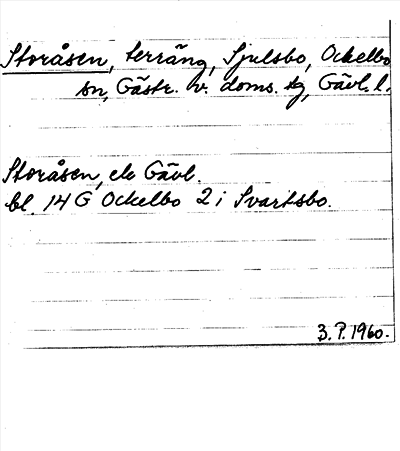 Storåsen, terräng, Sjulsbo, Ockelbo
sn, Gästr. v. doms. tg, Gävl. l.
Storåsen, ek Gävl.
bl. 14 G Ockelbo 2 i Svartsbo.
3. P. 1960.